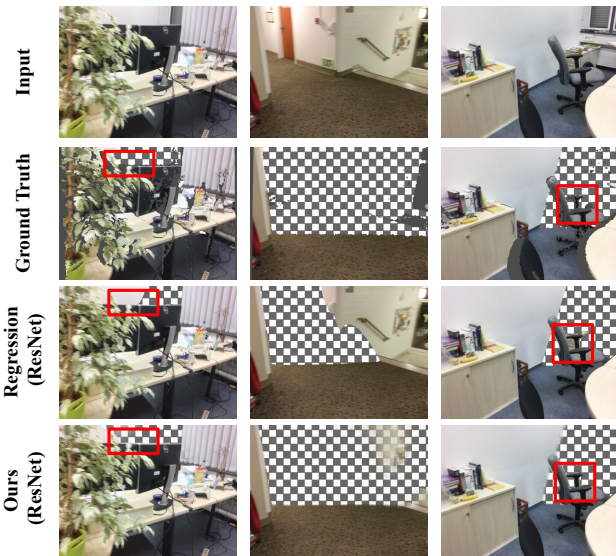 Input
Ground Truth
Regression
(ResNet)
Ours
(ResNet)